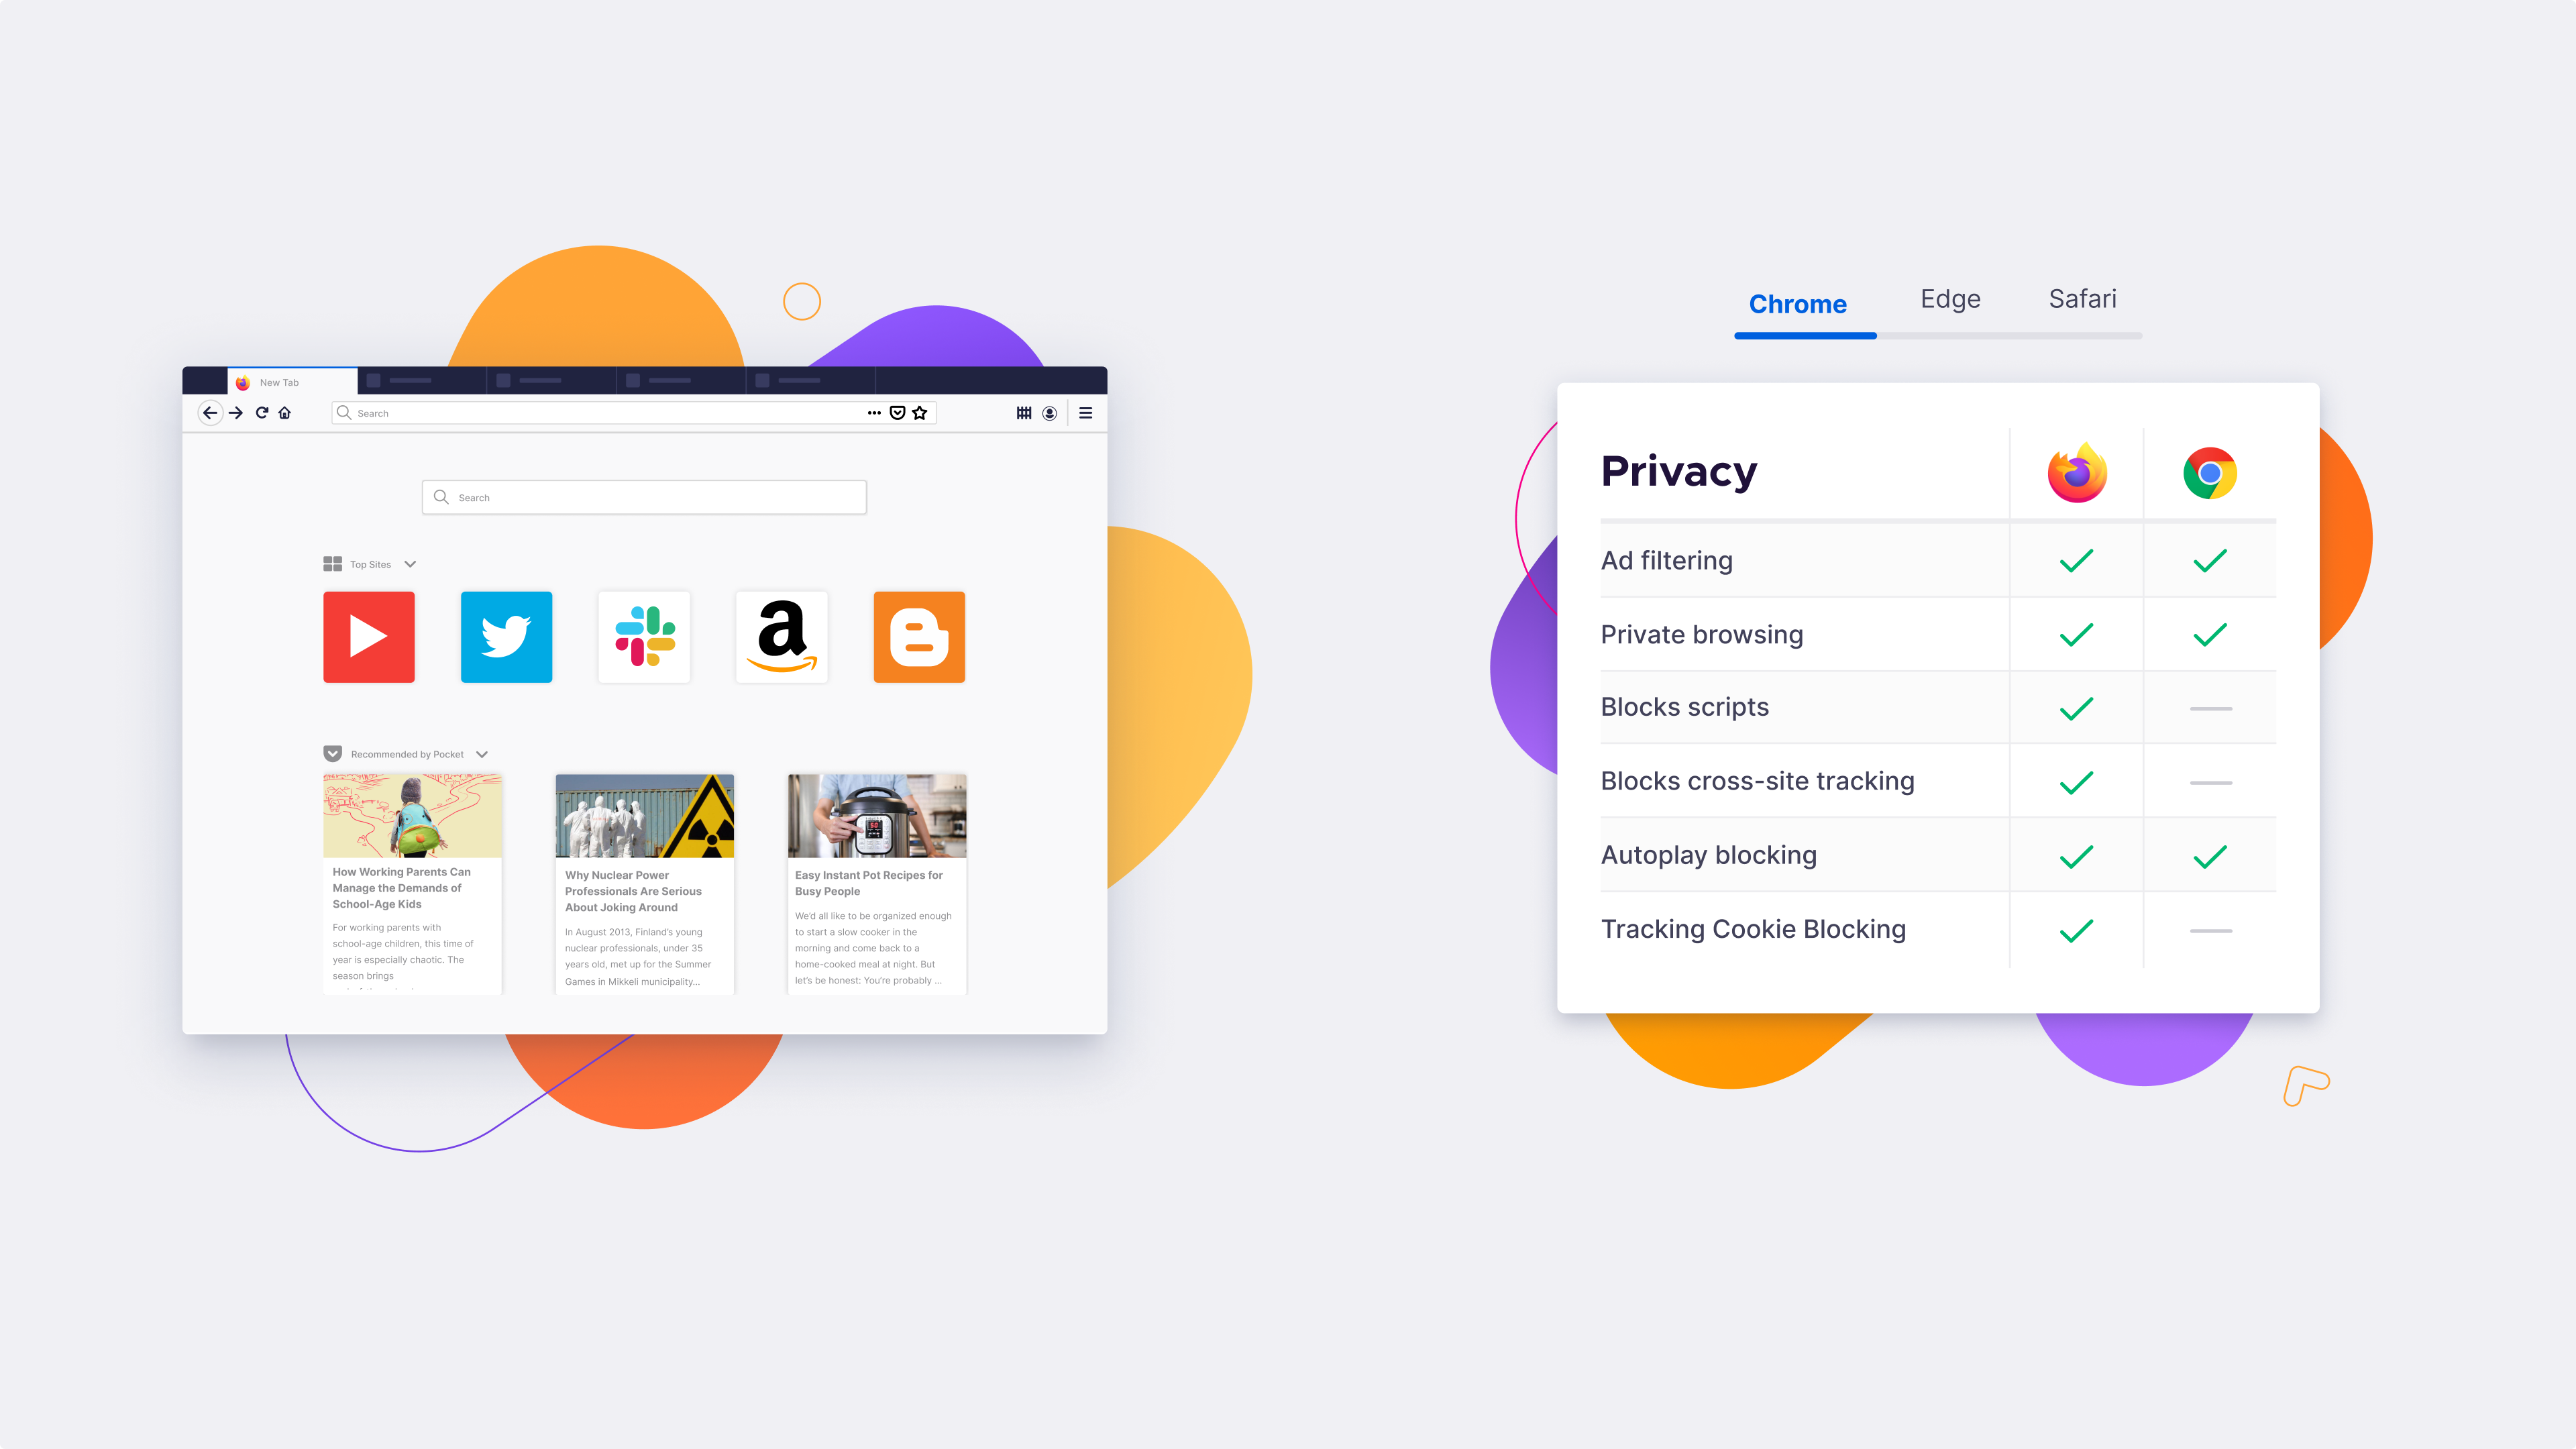 New Tab
Search
Search
Top Sites
Recommended by Pocket
How Working Parents Can
Manage the Demands of
School-Age Kids
For working parents with
school-age children, this time of
year is especially chaotic. The
season brings
Why Nuclear Power
Professionals Are Serious
About Joking Around
In August 2013, Finland's young
nuclear professionals, under 35
years old, met up for the Summer
Games in Mikkeli municipality...
50
Easy Instant Pot Recipes for
Busy People
We'd all like to be organized enough
to start a slow cooker in the
morning and come back to a
home-cooked meal at night. But
let's be honest: You're probably ...
Chrome
Edge
Safari
Privacy
Ad filtering
Private browsing
Blocks scripts
Blocks cross-site tracking
Autoplay blocking
Tracking Cookie Blocking